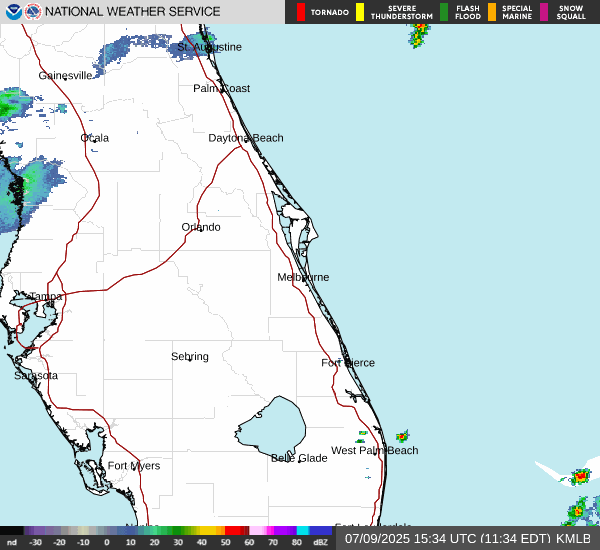 NATIONAL WEATHER SERVICE
TORNADO
SEVERE THUNDERSTORM
FLASH FLOOD
SPECIAL MARINE
SNOW SQUALL
St. Augustine
Gainesville
Palm Coast
Ocala
Daytona Beach
Orlando
Melbourne
Tampa
Sebring
Fort Pierce
Sarasota
West Palm Beach
Belle Glade
Fort Myers
nd -30 -20 -10 0 10 20 30 40 50 60 70 80 dBZ
07/09/2025 15:34 UTC (11:34 EDT) KMLB